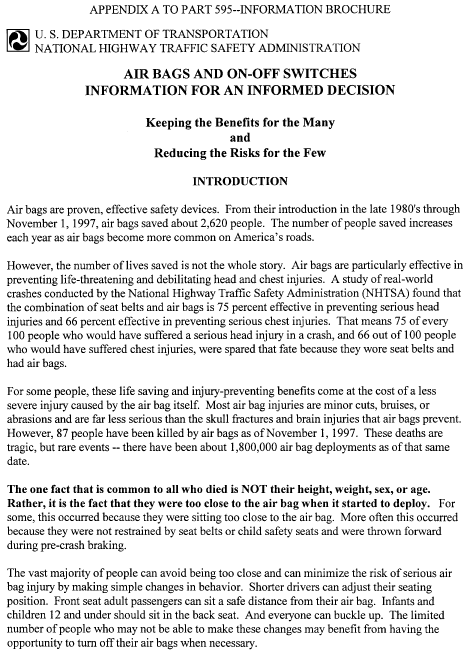 APPENDIX A TO PART 595--INFORMATION BROCHURE
U. S. DEPARTMENT OF TRANSPORTATION
NATIONAL HIGHWAY TRAFFIC SAFETY ADMINISTRATION
AIR BAGS AND ON-OFF SWITCHES
INFORMATION FOR AN INFORMED DECISION
Keeping the Benefits for the Many
and
Reducing the Risks for the Few
INTRODUCTION
Air bags are proven, effective safety devices. From their introduction in the late 1980's through
November 1, 1997, air bags saved about 2,620 people. The number of people saved increases
each year as air bags become more common on America's roads.
However, the number of lives saved is not the whole story. Air bags are particularly effective in
preventing life-threatening and debilitating head and chest injuries. A study of real-world
crashes conducted by the National Highway Traffic Safety Administration (NHTSA) found that
the combination of seat belts and air bags is 75 percent effective in preventing serious head
injuries and 66 percent effective in preventing serious chest injuries. That means 75 of every
100 people who would have suffered a serious head injury in a crash, and 66 out of 100 people
who would have suffered chest injuries, were spared that fate because they wore seat belts and
had air bags.
For some people, these life saving and injury-preventing benefits come at the cost of a less
severe injury caused by the air bag itself. Most air bag injuries are minor cuts, bruises, or
abrasions and are far less serious than the skull fractures and brain injuries that air bags prevent.
However, 87 people have been killed by air bags as of November 1, 1997. These deaths are
tragic, but rare events -- there have been about 1,800,000 air bag deployments as of that same
date.
The one fact that is common to all who died is NOT their height, weight, sex, or age.
Rather, it is the fact that they were too close to the air bag when it started to deploy. For
some, this occurred because they were sitting too close to the air bag. More often this occurred
because they were not restrained by seat belts or child safety seats and were thrown forward
during pre-crash braking.
The vast majority of people can avoid being too close and can minimize the risk of serious air
bag injury by making simple changes in behavior. Shorter drivers can adjust their seating
position. Front seat adult passengers can sit a safe distance from their air bag. Infants and
children 12 and under should sit in the back seat. And everyone can buckle up. The limited
number of people who may not be able to make these changes may benefit from having the
opportunity to turn off their air bags when necessary.